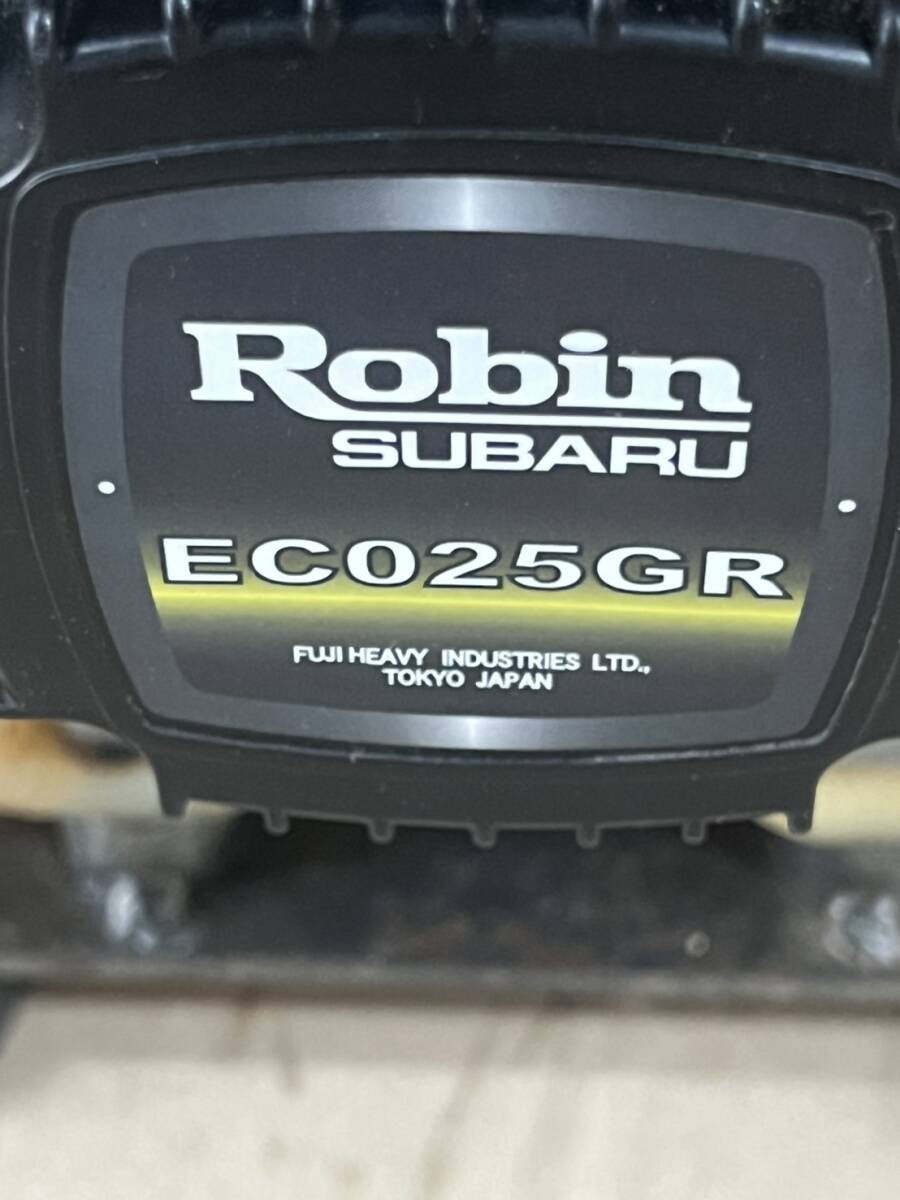 Robin
SUBARU
EC025GR
FUJI HEAVY INDUSTRIES LTD.,
TOKYO JAPAN